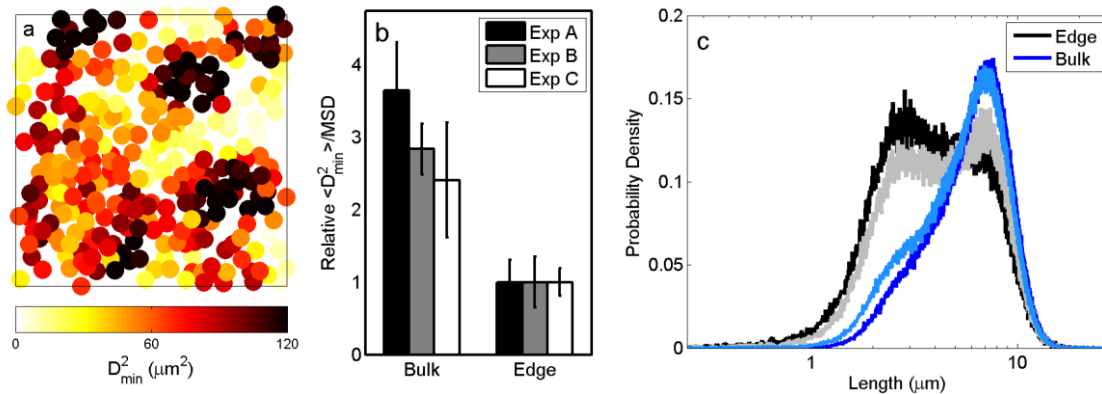 a
0 60 120
D²min (μm²)
b
Exp A
Exp B
Exp C
Relative <D²min>/MSD
4
3
2
1
0
Bulk Edge
c
Edge
Bulk
Probability Density
0.2
0.15
0.1
0.05
0
1 10
Length (μm)